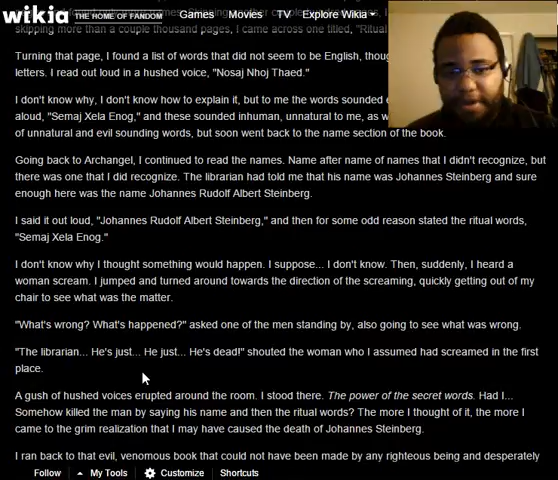 wikia THE HOME OF FANDOM Games Movies TV Explore Wikia
skipping more than a couple thousand pages, I came across one titled, "Ritual
Turning that page, I found a list of words that did not seem to be English, thou
letters. I read out loud in a hushed voice, "Nosaj Nhoj Thaed."
I don't know why, I don't know how to explain it, but to me the words sounded e
aloud, "Semaj Xela Enog," and these sounded inhuman, unnatural to me, as w
of unnatural and evil sounding words, but soon went back to the name section of the book.
Going back to Archangel, I continued to read the names. Name after name of names that I didn't recognize, but
there was one that I did recognize. The librarian had told me that his name was Johannes Steinberg and sure
enough here was the name Johannes Rudolf Albert Steinberg.
I said it out loud, "Johannes Rudolf Albert Steinberg," and then for some odd reason stated the ritual words,
"Semaj Xela Enog."
I don't know why I thought something would happen. I suppose... I don't know. Then, suddenly, I heard a
woman scream. I jumped and turned around towards the direction of the screaming, quickly getting out of my
chair to see what was the matter.
"What's wrong? What's happened?" asked one of the men standing by, also going to see what was wrong.
"The librarian... He's just... He just... He's dead!" shouted the woman who I assumed had screamed in the first
place.
A gush of hushed voices erupted around the room. I stood there. The power of the secret words. Had I...
Somehow killed the man by saying his name and then the ritual words? The more I thought of it, the more I
came to the grim realization that I may have caused the death of Johannes Steinberg.
I ran back to that evil, venomous book that could not have been made by any righteous being and desperately
Follow My Tools Customize Shortcuts